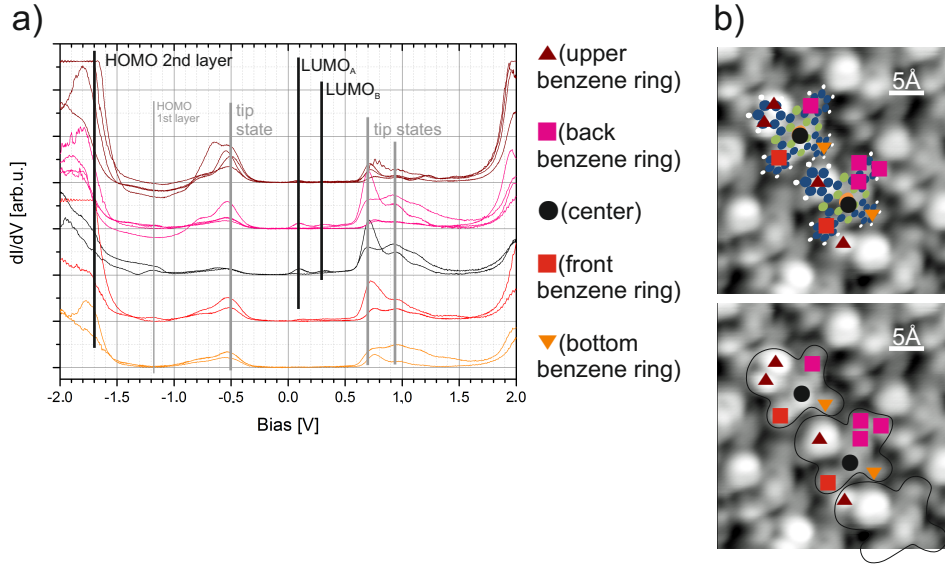 a)
b)
HOMO 2nd layer
LUMO_A
LUMO_B
HOMO
1st layer
tip
state
tip states
dI/dV [arb.u.]
-2.0 -1.5 -1.0 -0.5 0.0 0.5 1.0 1.5 2.0
Bias [V]
(upper
benzene ring)
(back
benzene ring)
(center)
(front
benzene ring)
(bottom
benzene ring)
5Å
5Å